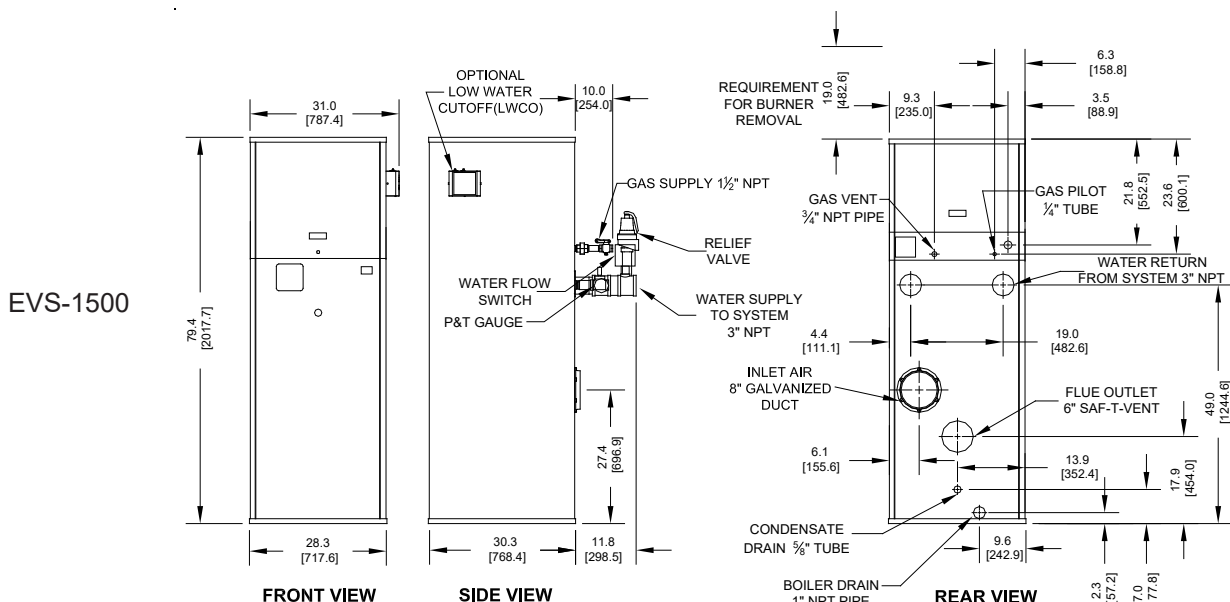 EVS-1500
31.0
[787.4]
79.4
[2017.7]
28.3
[717.6]
FRONT VIEW
OPTIONAL
LOW WATER
CUTOFF(LWCO)
10.0
[254.0]
GAS SUPPLY 1½" NPT
RELIEF
VALVE
WATER FLOW
SWITCH
P&T GAUGE
WATER SUPPLY
TO SYSTEM
3" NPT
27.4
[696.9]
30.3
[768.4]
11.8
[298.5]
SIDE VIEW
REQUIREMENT
FOR BURNER
REMOVAL
19.0
[482.6]
9.3
[235.0]
6.3
[158.8]
3.5
[88.9]
21.8
[552.5]
23.6
[600.1]
GAS VENT
¾" NPT PIPE
GAS PILOT
¼" TUBE
WATER RETURN
FROM SYSTEM 3" NPT
4.4
[111.1]
19.0
[482.6]
INLET AIR
8" GALVANIZED
DUCT
FLUE OUTLET
6" SAF-T-VENT
49.0
[1244.6]
6.1
[155.6]
13.9
[352.4]
17.9
[454.0]
CONDENSATE
DRAIN ⅝" TUBE
9.6
[242.9]
BOILER DRAIN
1" NPT PIPE
REAR VIEW
2.3
[57.2]
7.0